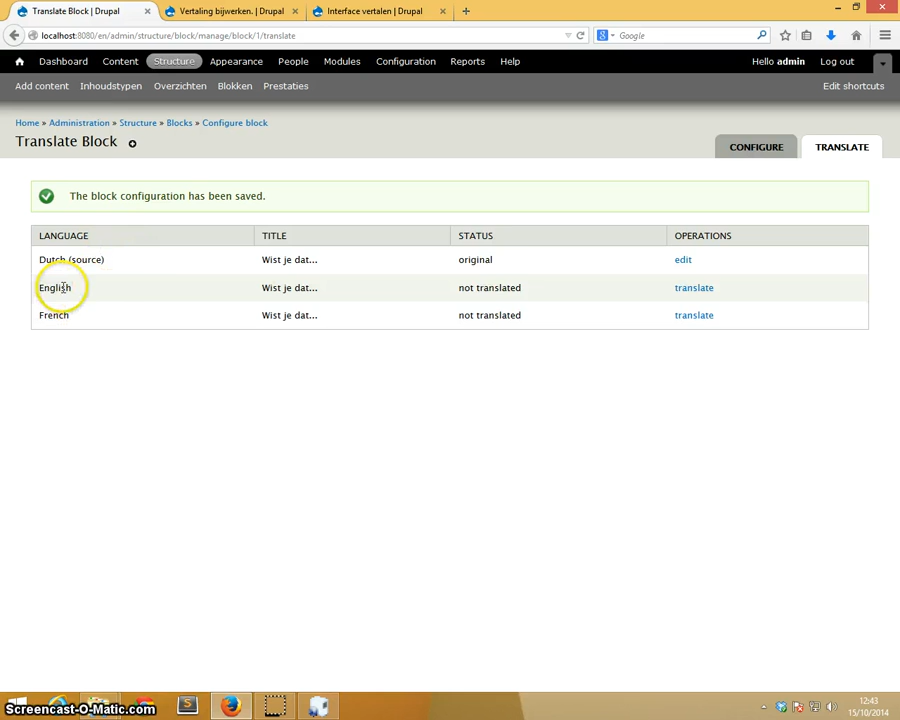 Translate Block | Drupal
Vertaling bijwerken. | Drupal
Interface vertalen | Drupal
localhost:8080/en/admin/structure/block/manage/block/1/translate
Google
Dashboard Content Structure Appearance People Modules Configuration Reports Help
Hello admin Log out
Add content Inhoudstypen Overzichten Blokken Prestaties
Edit shortcuts
Home » Administration » Structure » Blocks » Configure block
Translate Block
CONFIGURE TRANSLATE
The block configuration has been saved.
LANGUAGE TITLE STATUS OPERATIONS
Dutch (source) Wist je dat... original edit
English Wist je dat... not translated translate
French Wist je dat... not translated translate
Screencast-O-Matic.com
12:43
15/10/2014